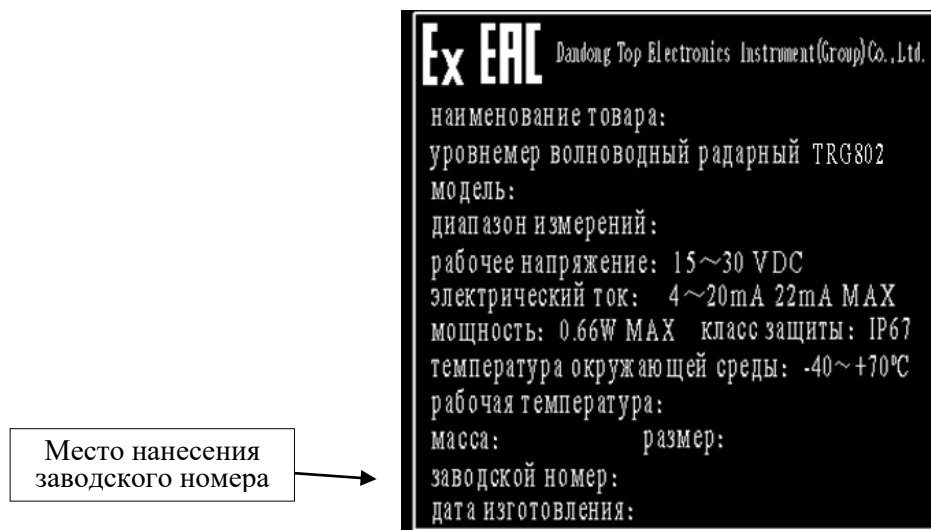 Ex EAC Dandong Top Electronics Instrument(Group)Co.,Ltd.
наименование товара:
уровнемер волноводный радарный TRG802
модель:
диапазон измерений:
рабочее напряжение: 15~30 VDC
электрический ток: 4~20mA 22mA MAX
мощность: 0.66W MAX класс защиты: IP67
температура окружающей среды: -40~+70℃
рабочая температура:
масса: размер:
заводской номер:
дата изготовления:
Место нанесения
заводского номера